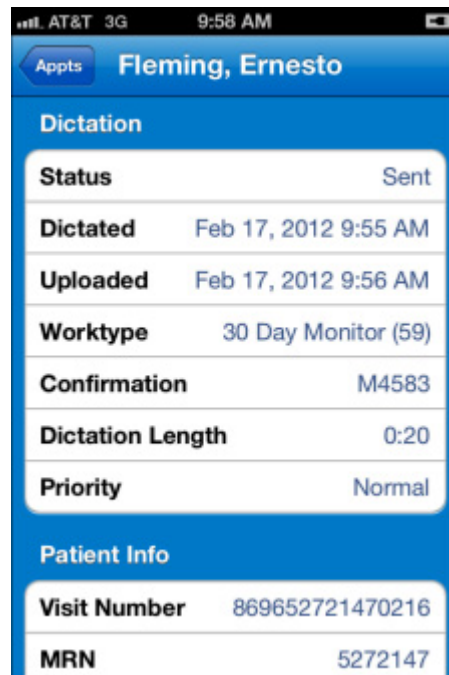 AT&T 3G 9:58 AM
Appts Fleming, Ernesto
Dictation
Status Sent
Dictated Feb 17, 2012 9:55 AM
Uploaded Feb 17, 2012 9:56 AM
Worktype 30 Day Monitor (59)
Confirmation M4583
Dictation Length 0:20
Priority Normal
Patient Info
Visit Number 869652721470216
MRN 5272147